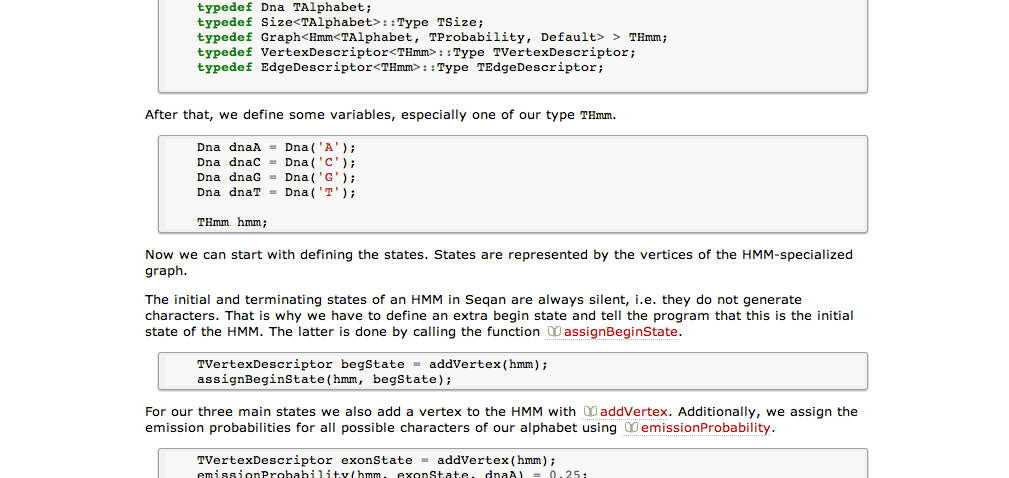 typedef Dna TAlphabet;
typedef Size<TAlphabet>::Type TSize;
typedef Graph<Hmm<TAlphabet, TProbability, Default> > THmm;
typedef VertexDescriptor<THmm>::Type TVertexDescriptor;
typedef EdgeDescriptor<THmm>::Type TEdgeDescriptor;
After that, we define some variables, especially one of our type THmm.
Dna dnaA = Dna('A');
Dna dnaC = Dna('C');
Dna dnaG = Dna('G');
Dna dnaT = Dna('T');
THmm hmm;
Now we can start with defining the states. States are represented by the vertices of the HMM-specialized
graph.
The initial and terminating states of an HMM in Seqan are always silent, i.e. they do not generate
characters. That is why we have to define an extra begin state and tell the program that this is the initial
state of the HMM. The latter is done by calling the function assignBeginState.
TVertexDescriptor begState = addVertex(hmm);
assignBeginState(hmm, begState);
For our three main states we also add a vertex to the HMM with addVertex. Additionally, we assign the
emission probabilities for all possible characters of our alphabet using emissionProbability.
TVertexDescriptor exonState = addVertex(hmm);
emissionProbability(hmm, exonState, dnaA) = 0.25;